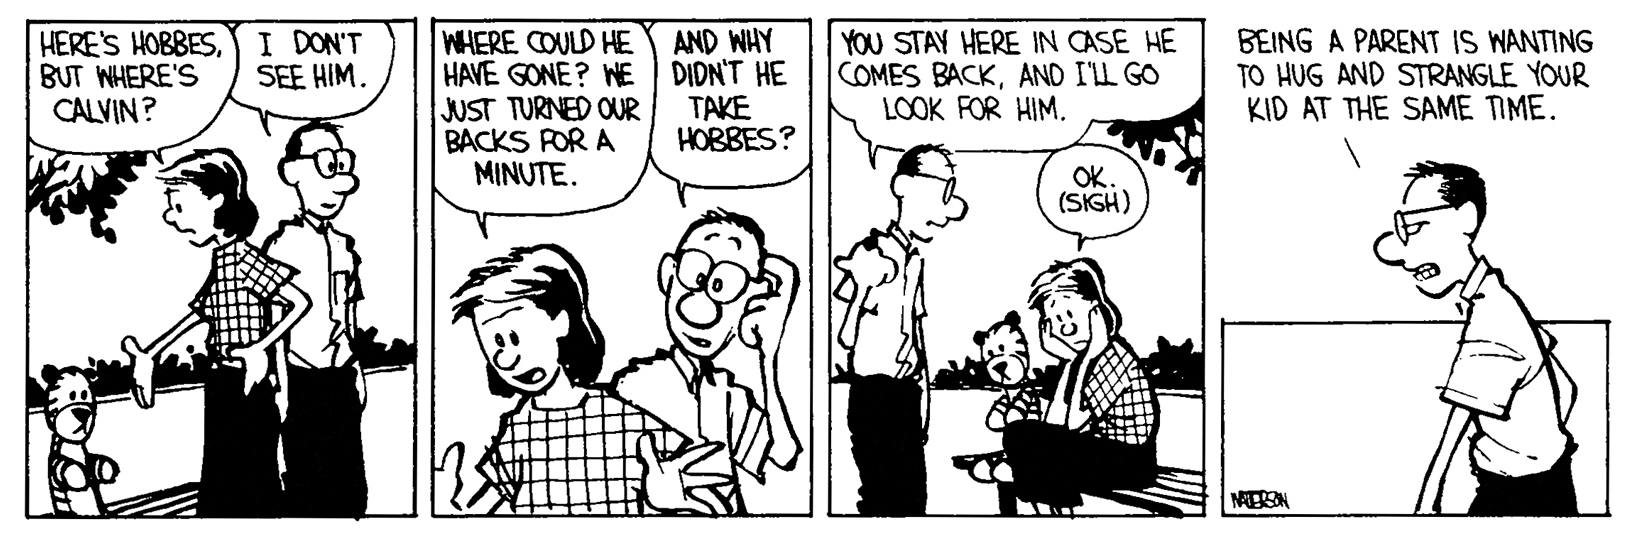 HERE'S HOBBES,
BUT WHERE'S
CALVIN?
I DON'T
SEE HIM.
WHERE COULD HE
HAVE GONE? WE
JUST TURNED OUR
BACKS FOR A
MINUTE.
AND WHY
DIDN'T HE
TAKE
HOBBES?
YOU STAY HERE IN CASE HE
COMES BACK, AND I'LL GO
LOOK FOR HIM.
OK.
(SIGH)
BEING A PARENT IS WANTING
TO HUG AND STRANGLE YOUR
KID AT THE SAME TIME.
WATTERSON